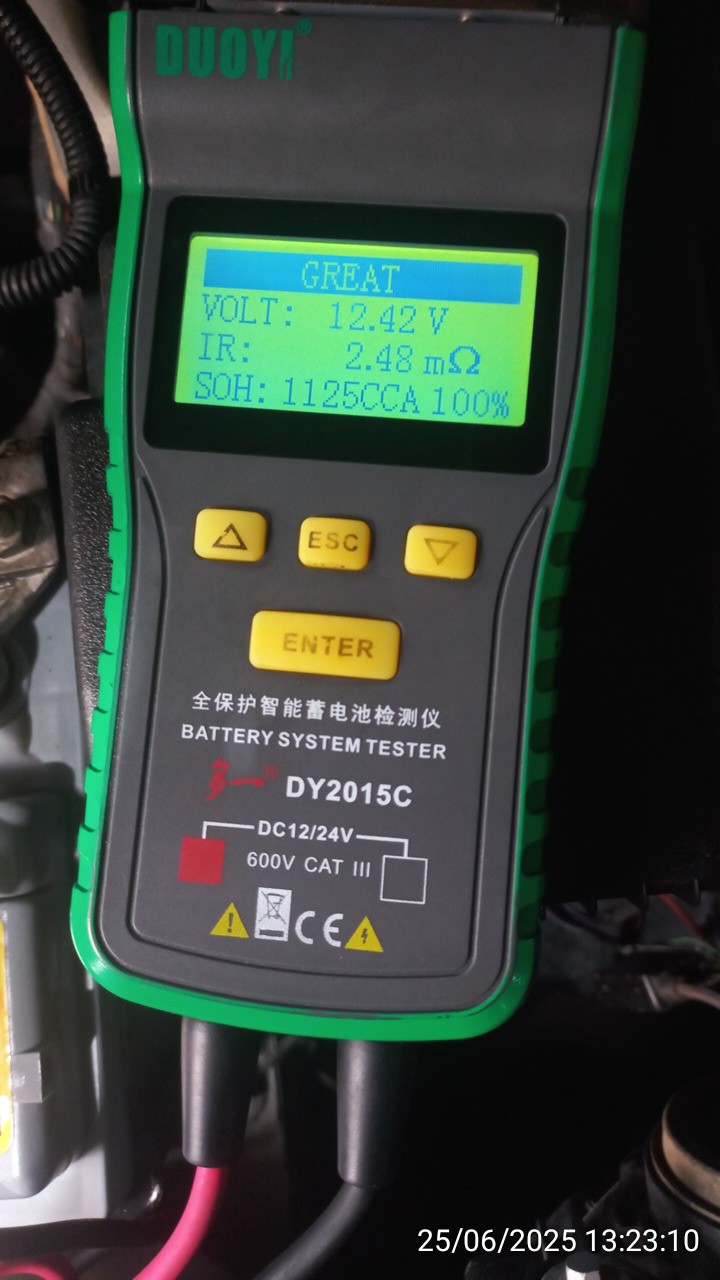 DUOYI®
GREAT
VOLT: 12.42 V
IR: 2.48 mΩ
SOH: 1125CCA 100%
ESC
ENTER
全保护智能蓄电池检测仪
BATTERY SYSTEM TESTER
多一® DY2015C
DC12/24V
600V CAT III
CE
25/06/2025 13:23:10